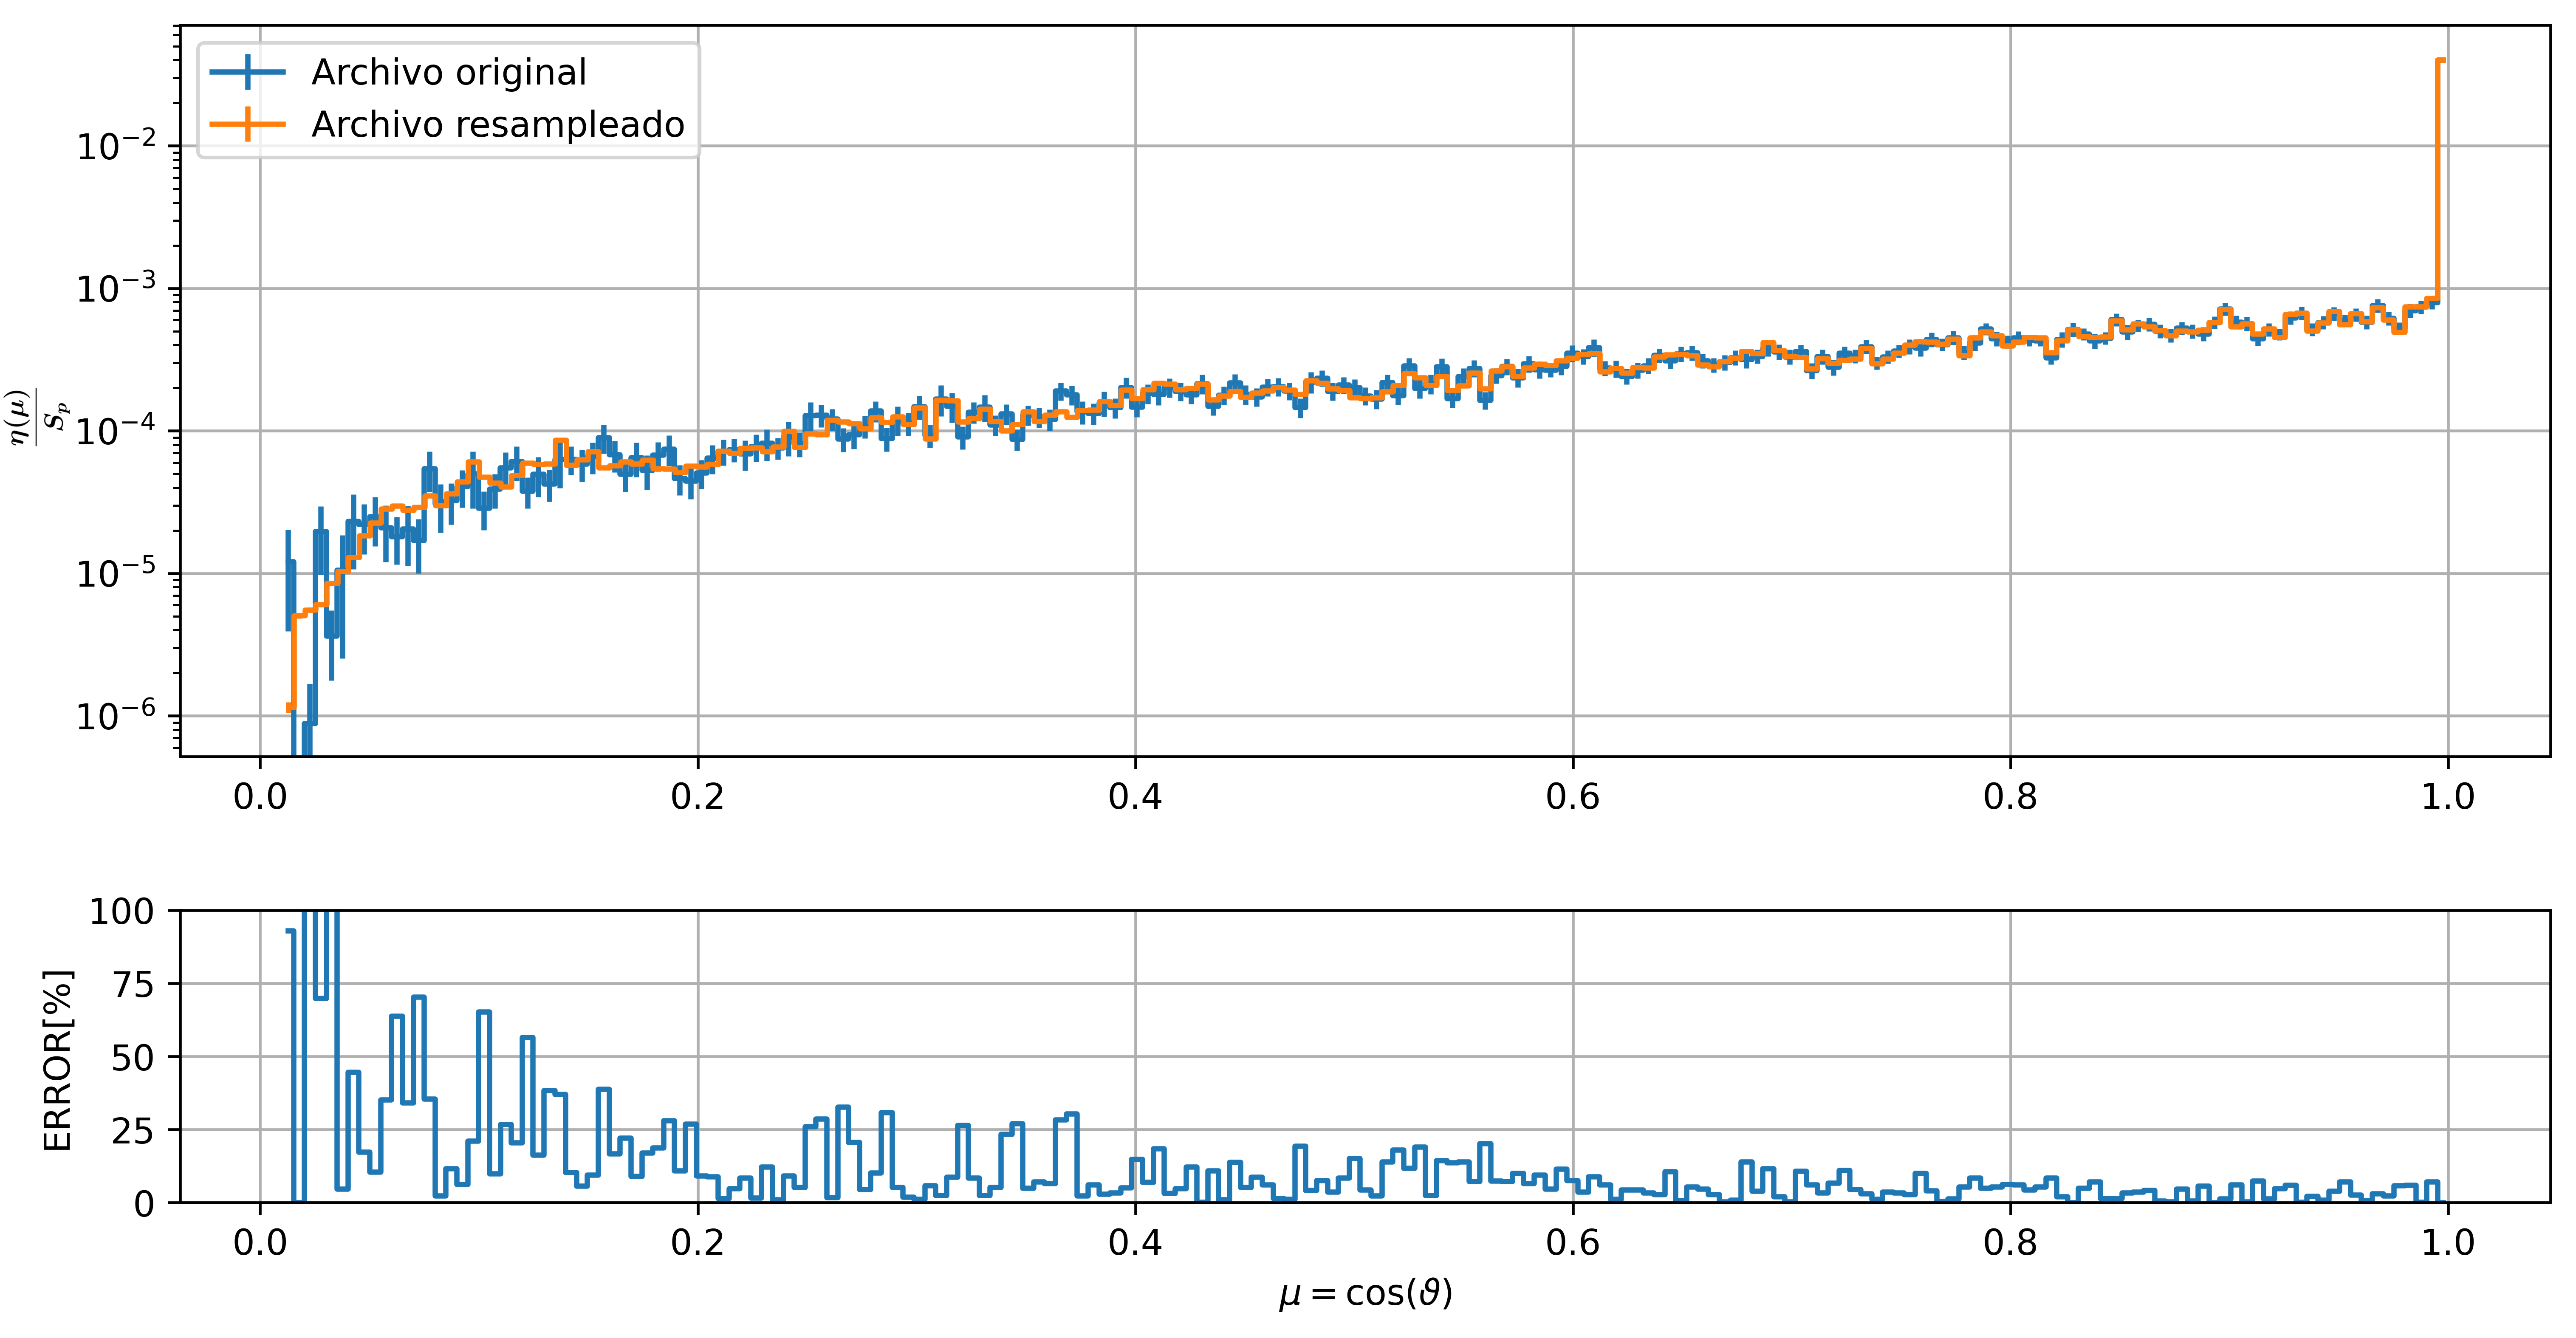 Archivo original
Archivo resampleado
10⁻²
10⁻³
10⁻⁴
10⁻⁵
10⁻⁶
η(μ)
Sₚ
0.0 0.2 0.4 0.6 0.8 1.0
100
75
50
25
0
ERROR[%]
0.0 0.2 0.4 0.6 0.8 1.0
μ = cos(ϑ)